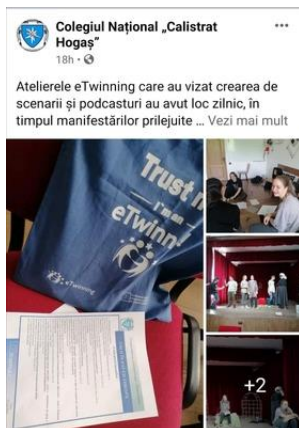 Colegiul Național „Calistrat
Hogaș”
18h
Atelierele eTwinning care au vizat crearea de
scenarii și podcasturi au avut loc zilnic, în
timpul manifestărilor prilejuite ... Vezi mai mult
Trust
I'm an
eTwinn
eTwinning
+2